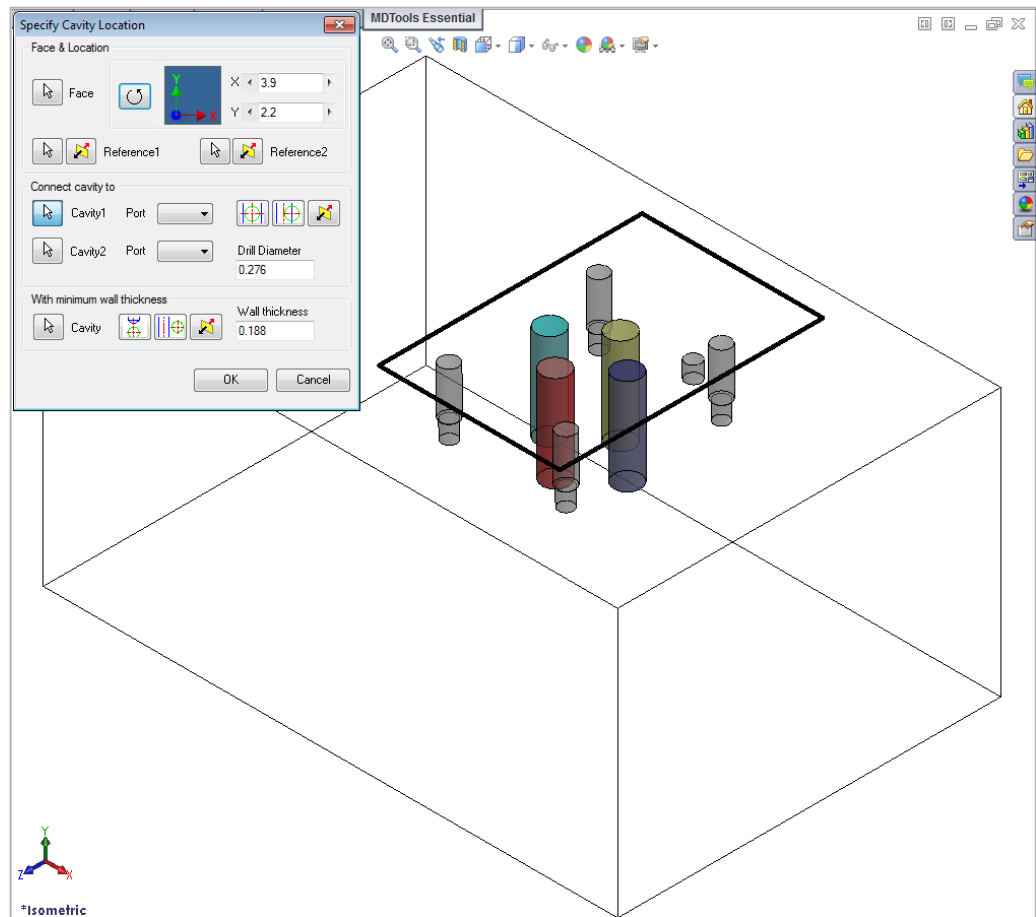 Specify Cavity Location
MDTools Essential
Face & Location
Face
Y
X
X 3.9
Y 2.2
Reference1
Reference2
Connect cavity to
Cavity1 Port
Cavity2 Port
Drill Diameter
0.276
With minimum wall thickness
Cavity
Wall thickness
0.188
OK
Cancel
Y
Z
X
*Isometric